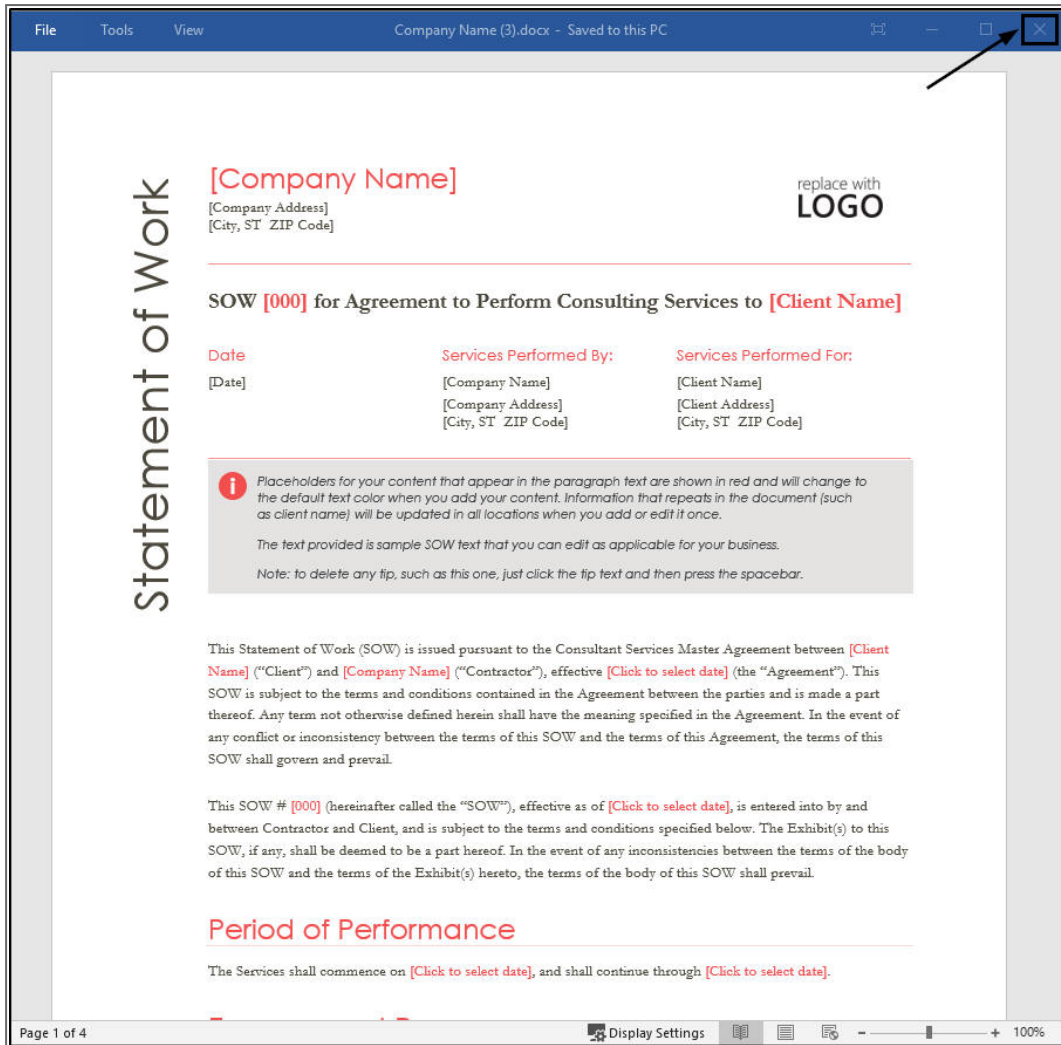 File Tools View Company Name (3).docx - Saved to this PC
Statement of Work
[Company Name]
[Company Address]
[City, ST ZIP Code]
replace with
LOGO
SOW [000] for Agreement to Perform Consulting Services to [Client Name]
Date Services Performed By: Services Performed For:
[Date] [Company Name] [Client Name]
[Company Address] [Client Address]
[City, ST ZIP Code] [City, ST ZIP Code]
Placeholders for your content that appear in the paragraph text are shown in red and will change to
the default text color when you add your content. Information that repeats in the document (such
as client name) will be updated in all locations when you add or edit it once.
The text provided is sample SOW text that you can edit as applicable for your business.
Note: to delete any tip, such as this one, just click the tip text and then press the spacebar.
This Statement of Work (SOW) is issued pursuant to the Consultant Services Master Agreement between [Client
Name] (“Client”) and [Company Name] (“Contractor”), effective [Click to select date] (the “Agreement”). This
SOW is subject to the terms and conditions contained in the Agreement between the parties and is made a part
thereof. Any term not otherwise defined herein shall have the meaning specified in the Agreement. In the event of
any conflict or inconsistency between the terms of this SOW and the terms of this Agreement, the terms of this
SOW shall govern and prevail.
This SOW # [000] (hereinafter called the “SOW”), effective as of [Click to select date], is entered into by and
between Contractor and Client, and is subject to the terms and conditions specified below. The Exhibit(s) to this
SOW, if any, shall be deemed to be a part hereof. In the event of any inconsistencies between the terms of the body
of this SOW and the terms of the Exhibit(s) hereto, the terms of the body of this SOW shall prevail.
Period of Performance
The Services shall commence on [Click to select date], and shall continue through [Click to select date].
Page 1 of 4 Display Settings - + 100%